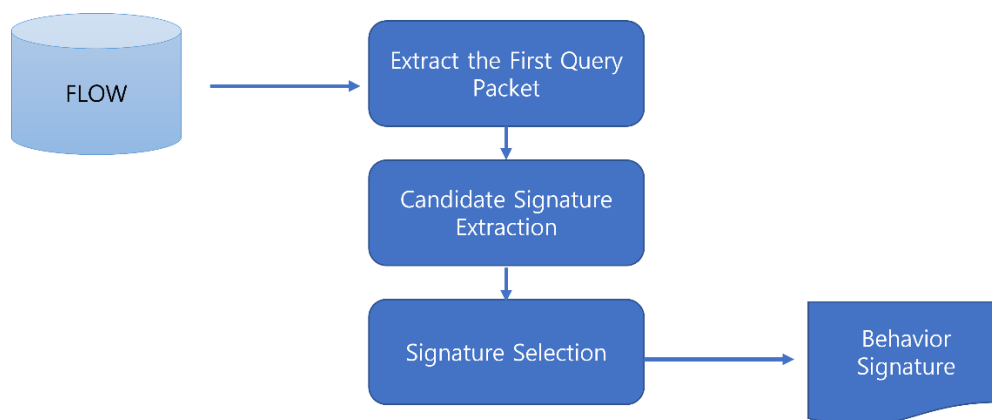 FLOW
Extract the First Query
Packet
Candidate Signature
Extraction
Signature Selection
Behavior
Signature